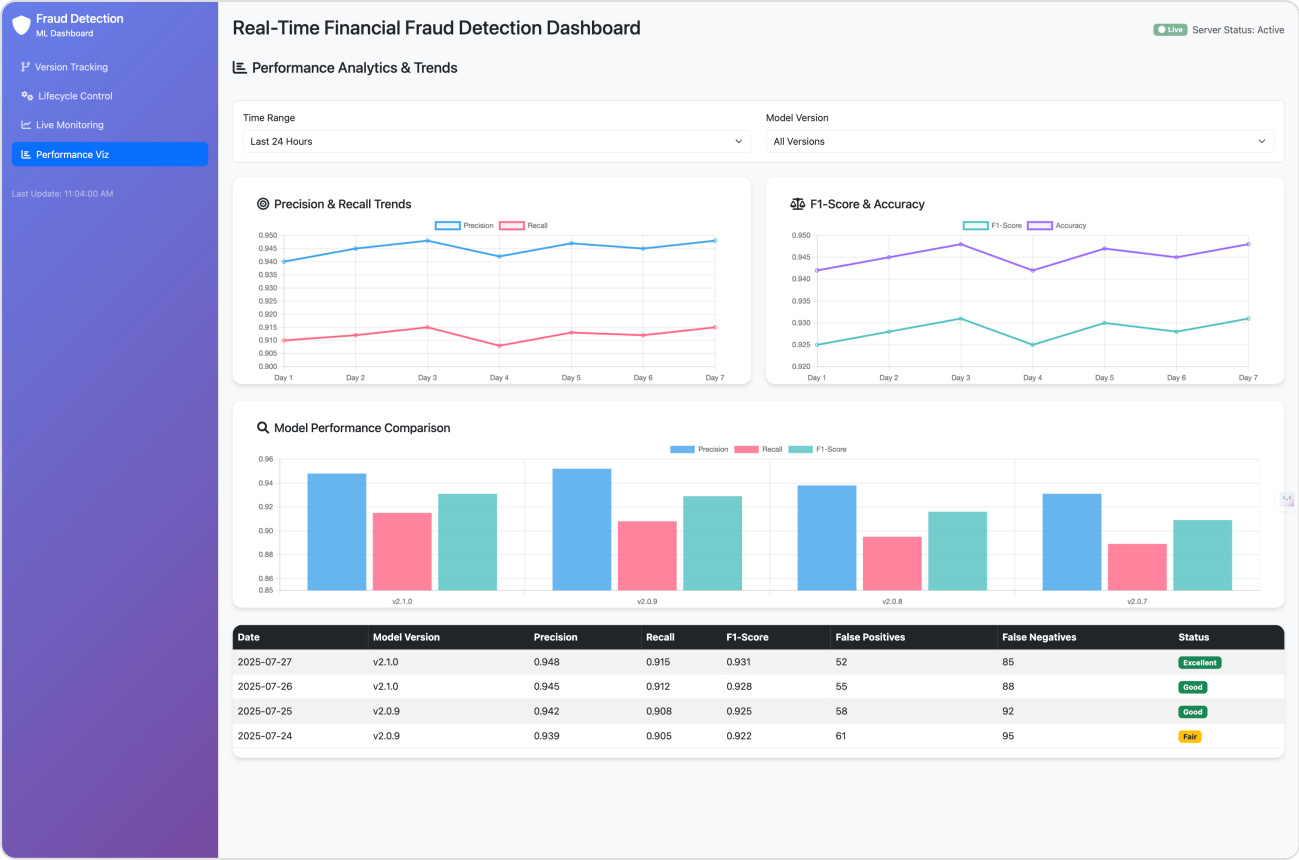 Fraud Detection
ML Dashboard
Version Tracking
Lifecycle Control
Live Monitoring
Performance Viz
Last Update: 11:04:00 AM
Real-Time Financial Fraud Detection Dashboard
Live Server Status: Active
Performance Analytics & Trends
Time Range
Last 24 Hours
Model Version
All Versions
Precision & Recall Trends
Precision Recall
0.950
0.945
0.940
0.935
0.930
0.925
0.920
0.915
0.910
0.905
0.900
Day 1 Day 2 Day 3 Day 4 Day 5 Day 6 Day 7
F1-Score & Accuracy
F1-Score Accuracy
0.950
0.945
0.940
0.935
0.930
0.925
0.920
Day 1 Day 2 Day 3 Day 4 Day 5 Day 6 Day 7
Model Performance Comparison
Precision Recall F1-Score
0.96
0.94
0.92
0.90
0.88
0.86
0.85
v2.1.0 v2.0.9 v2.0.8 v2.0.7
Date Model Version Precision Recall F1-Score False Positives False Negatives Status
2025-07-27 v2.1.0 0.948 0.915 0.931 52 85 Excellent
2025-07-26 v2.1.0 0.945 0.912 0.928 55 88 Good
2025-07-25 v2.0.9 0.942 0.908 0.925 58 92 Good
2025-07-24 v2.0.9 0.939 0.905 0.922 61 95 Fair